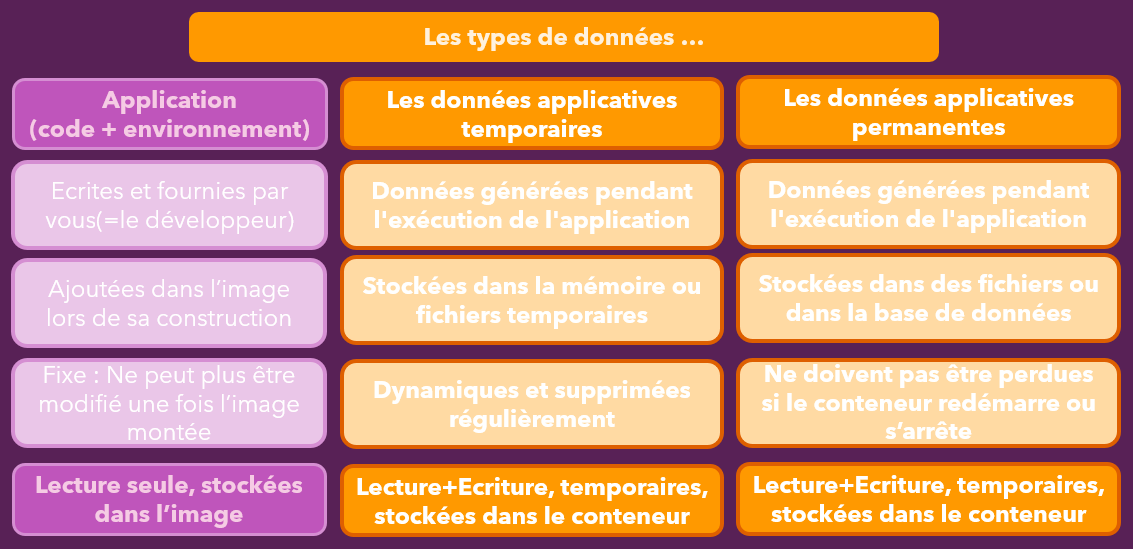 Les types de données ...
Application
(code + environnement)
Les données applicatives
temporaires
Les données applicatives
permanentes
Ecrites et fournies par
vous(=le développeur)
Données générées pendant
l'exécution de l'application
Données générées pendant
l'exécution de l'application
Ajoutées dans l’image
lors de sa construction
Stockées dans la mémoire ou
fichiers temporaires
Stockées dans des fichiers ou
dans la base de données
Fixe : Ne peut plus être
modifié une fois l’image
montée
Dynamiques et supprimées
régulièrement
Ne doivent pas être perdues
si le conteneur redémarre ou
s’arrête
Lecture seule, stockées
dans l’image
Lecture+Ecriture, temporaires,
stockées dans le conteneur
Lecture+Ecriture, temporaires,
stockées dans le conteneur